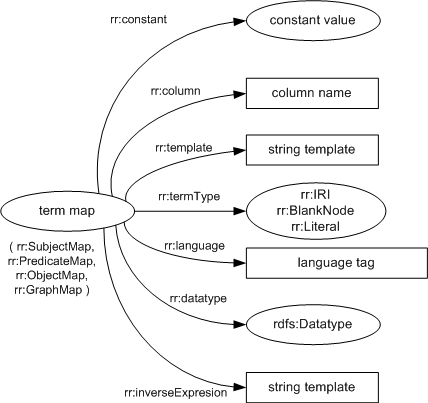 rr:constant
constant value
rr:column
column name
rr:template
string template
rr:termType
rr:IRI
rr:BlankNode
rr:Literal
term map
( rr:SubjectMap,
rr:PredicateMap,
rr:ObjectMap,
rr:GraphMap )
rr:language
language tag
rr:datatype
rdfs:Datatype
rr:inverseExpresion
string template